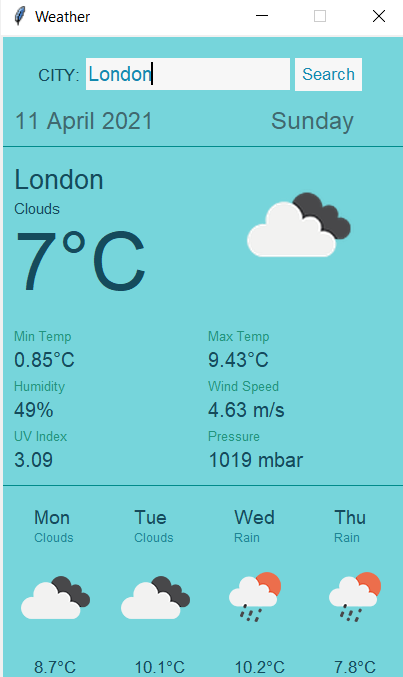 Weather
CITY: London Search
11 April 2021 Sunday
London
Clouds
7°C
Min Temp Max Temp
0.85°C 9.43°C
Humidity Wind Speed
49% 4.63 m/s
UV Index Pressure
3.09 1019 mbar
Mon Tue Wed Thu
Clouds Clouds Rain Rain
8.7°C 10.1°C 10.2°C 7.8°C